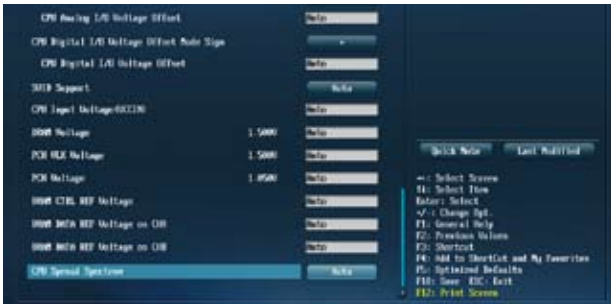 CPU Analog I/O Voltage Offset Auto
CPU Digital I/O Voltage Offset Mode Sign +
CPU Digital I/O Voltage Offset Auto
SVID Support Auto
CPU Input Voltage(VCCIN) Auto
DRAM Voltage 1.5000 Auto
PCH VLX Voltage 1.5000 Auto
PCH Voltage 1.0500 Auto
DRAM CTRL REF Voltage Auto
DRAM DATA REF Voltage on CHA Auto
DRAM DATA REF Voltage on CHB Auto
CPU Spread Spectrum Auto
Quick Note Last Modified
→←: Select Screen
↑↓: Select Item
Enter: Select
+/-: Change Opt.
F1: General Help
F2: Previous Values
F3: Shortcut
F4: Add to ShortCut and My Favorites
F5: Optimized Defaults
F10: Save ESC: Exit
F12: Print Screen